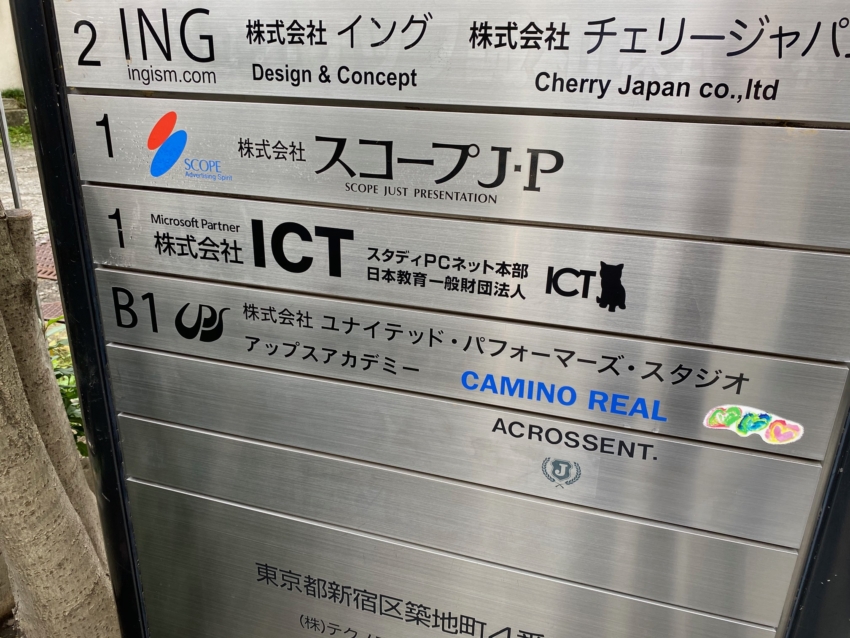 2 ING 株式会社 イング 株式会社 チェリージャパ
ingism.com Design & Concept Cherry Japan co.,ltd
1 SCOPE 株式会社 スコープJ・P
Advertising Spirit SCOPE JUST PRESENTATION
1 Microsoft Partner
株式会社 ICT スタディPCネット本部 ICT
日本教育一般財団法人
B1 UPS 株式会社 ユナイテッド・パフォーマーズ・スタジオ
アップスアカデミー CAMINO REAL
ACROSSENT.
J
東京都新宿区築地町4番
(株)テク